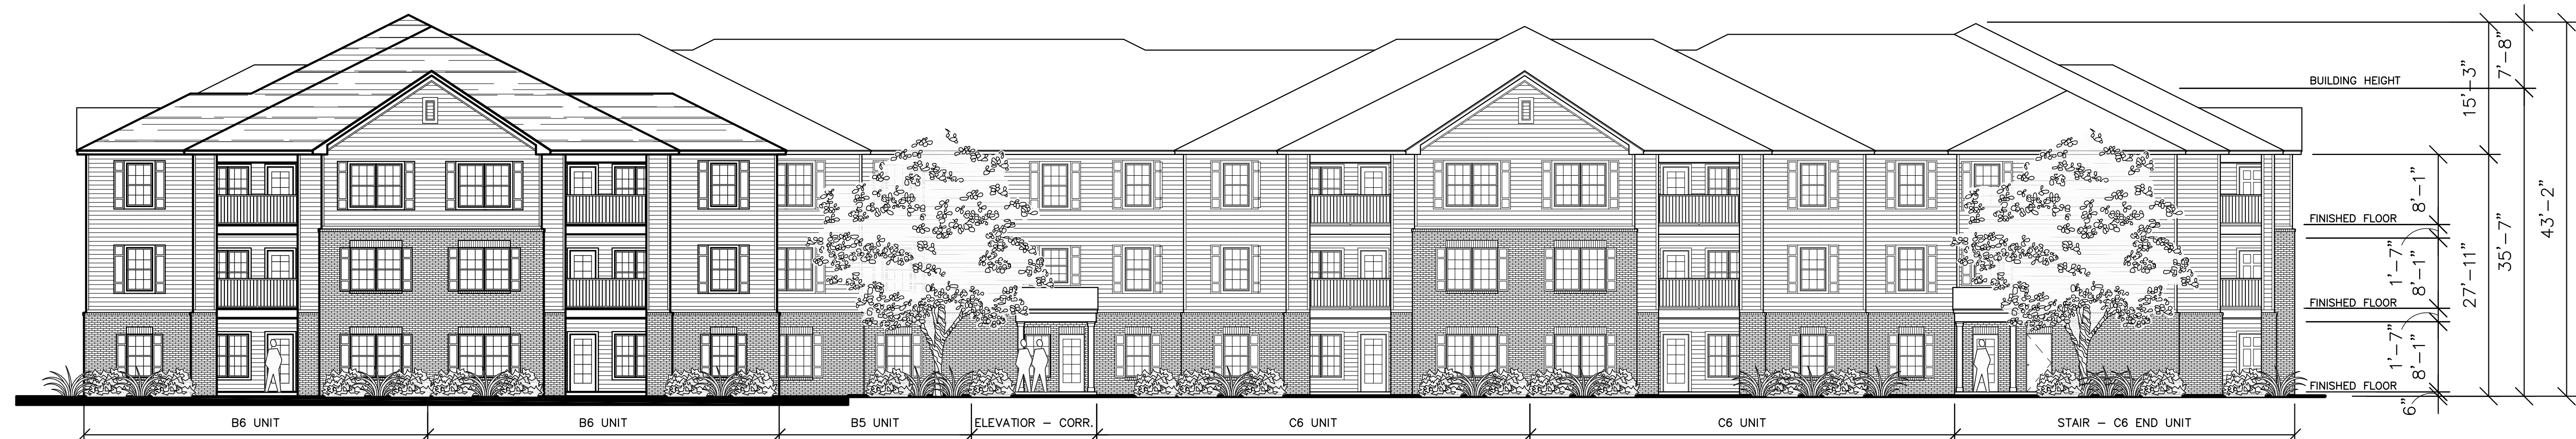 BUILDING HEIGHT
FINISHED FLOOR
FINISHED FLOOR
FINISHED FLOOR
8'-1"
1'-7"
8'-1"
1'-7"
8'-1"
6"
15'-3"
27'-11"
7'-8"
35'-7"
43'-2"
B6 UNIT
B6 UNIT
B5 UNIT
ELEVATIOR - CORR.
C6 UNIT
C6 UNIT
STAIR - C6 END UNIT